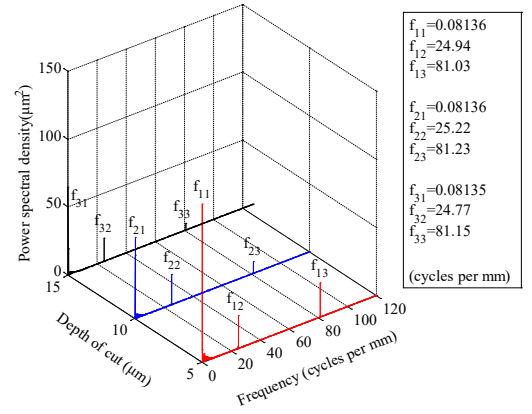 Power spectral density(μm²)
150
100
50
0
15
10
5
Depth of cut (μm)
0
20
40
60
80
100
120
Frequency (cycles per mm)
f31
f32
f33
f21
f22
f23
f11
f12
f13
f11=0.08136
f12=24.94
f13=81.03
f21=0.08136
f22=25.22
f23=81.23
f31=0.08135
f32=24.77
f33=81.15
(cycles per mm)